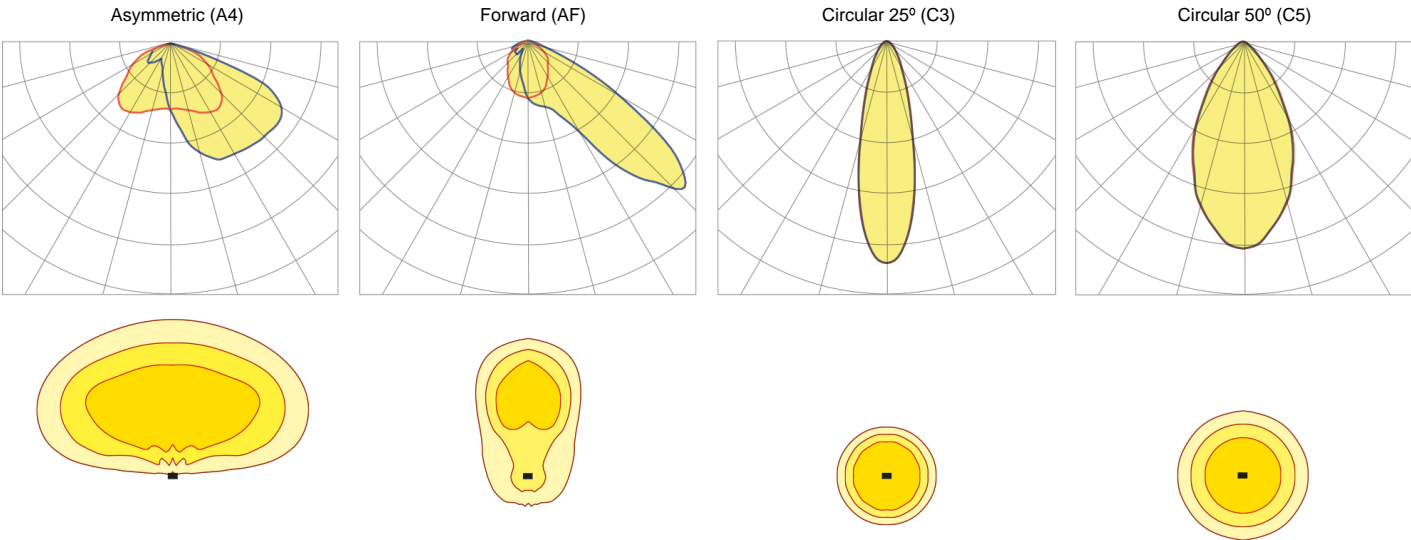 Asymmetric (A4)
Forward (AF)
Circular 25º (C3)
Circular 50º (C5)